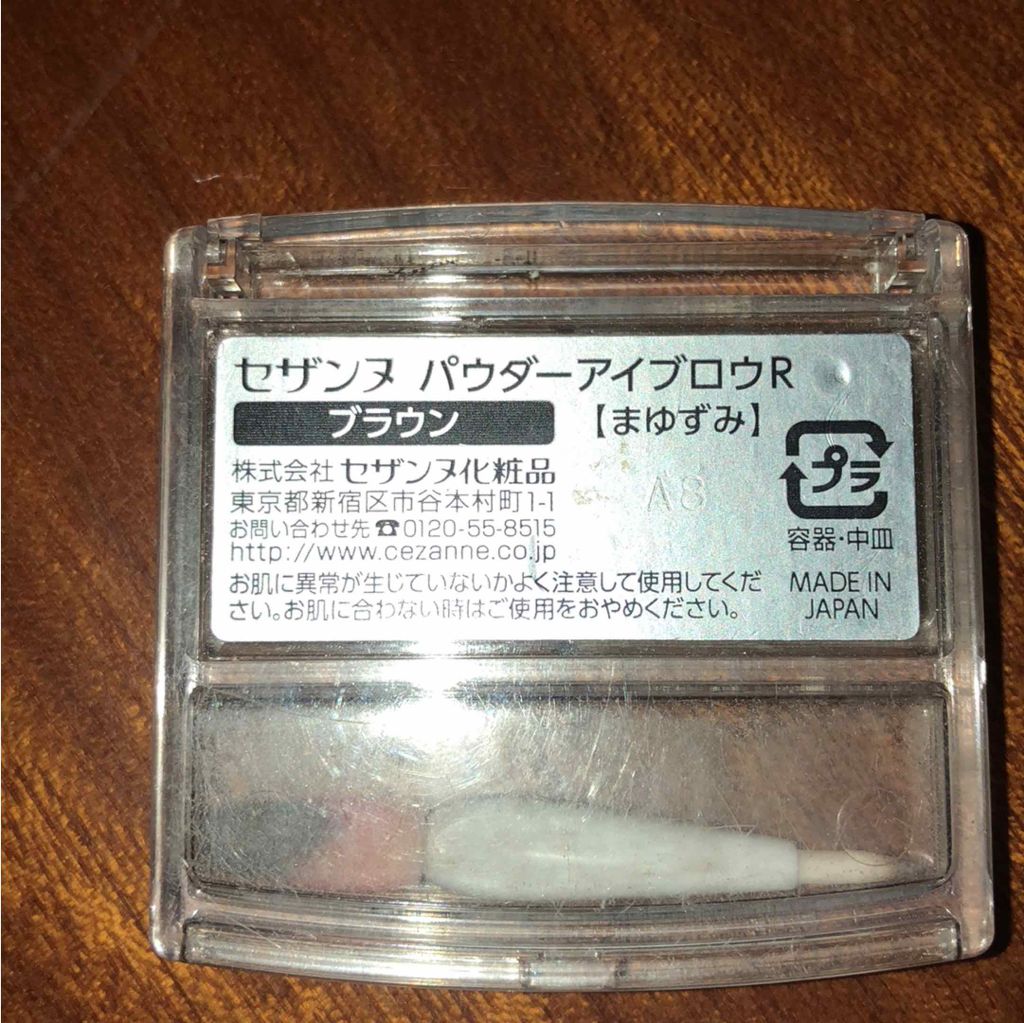 セザンヌ パウダーアイブロウR
ブラウン 【まゆずみ】
株式会社 セザンヌ化粧品
東京都新宿区市谷本村町1-1
お問い合わせ先☎0120-55-8515
http://www.cezanne.co.jp
A8
プラ
容器・中皿
お肌に異常が生じていないかよく注意して使用してくだ
さい。お肌に合わない時はご使用をおやめください。
MADE IN
JAPAN